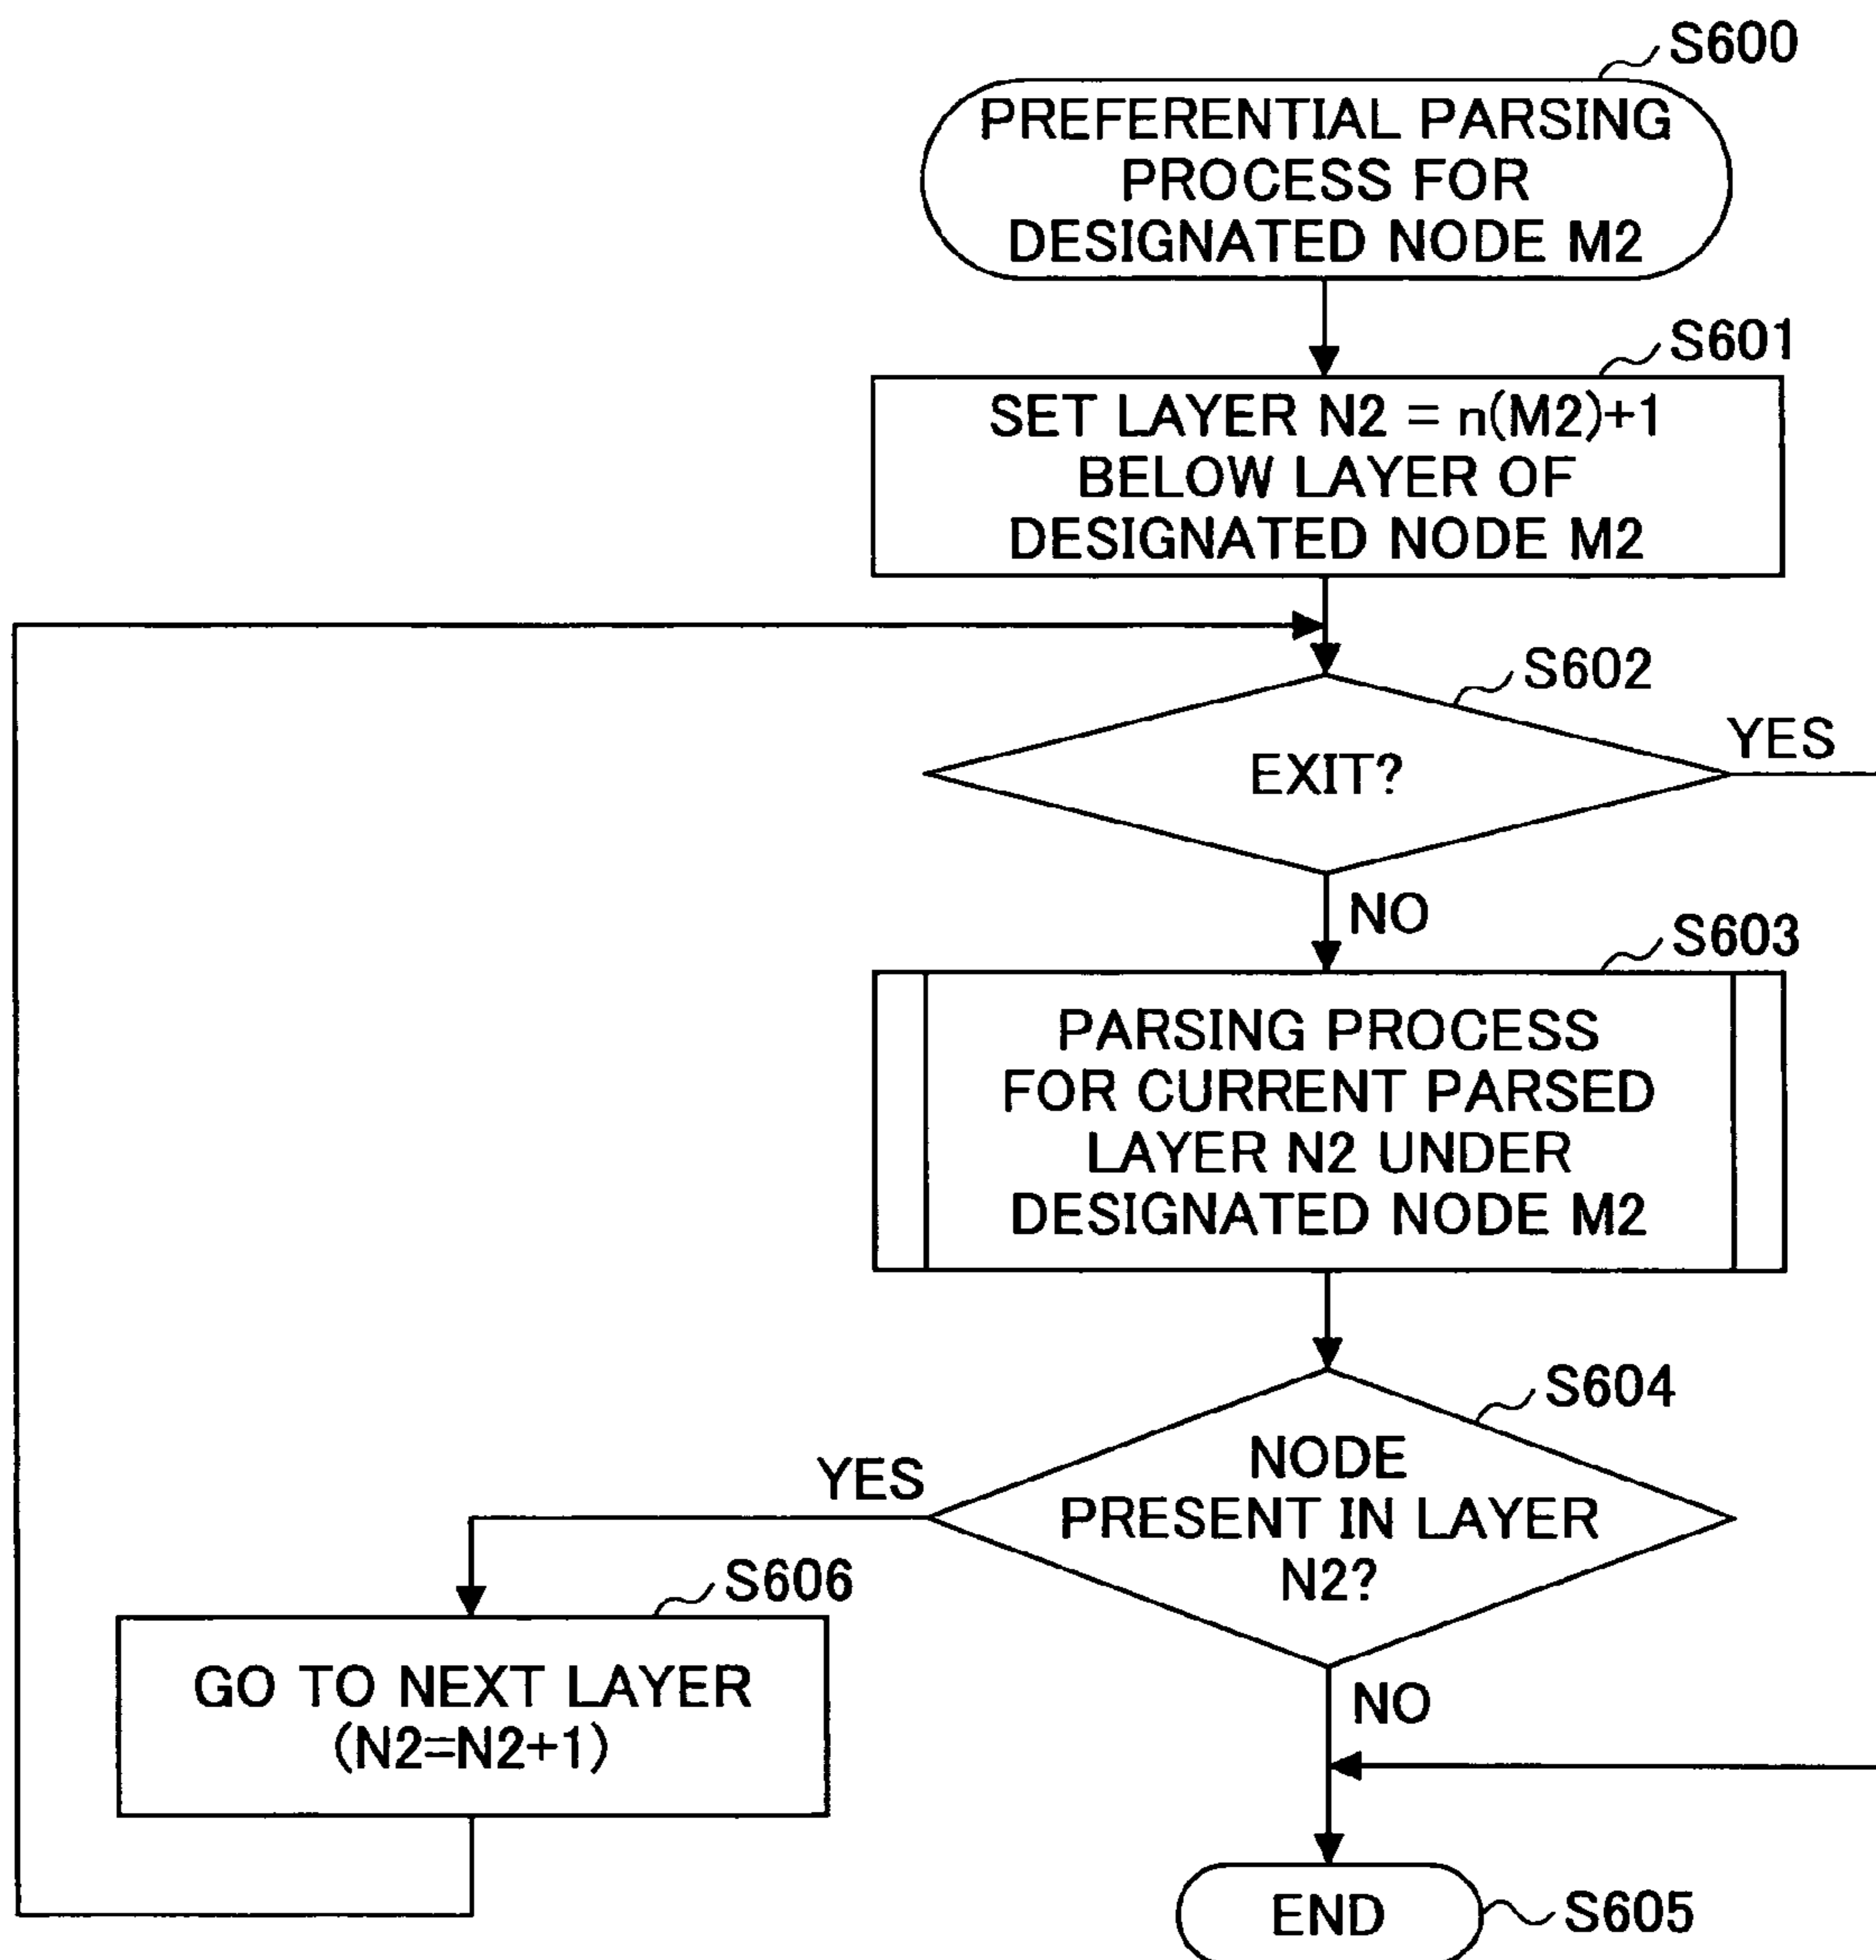 S600
PREFERENTIAL PARSING
PROCESS FOR
DESIGNATED NODE M2
S601
SET LAYER N2 = n(M2)+1
BELOW LAYER OF
DESIGNATED NODE M2
S602
EXIT?
YES
NO
S603
PARSING PROCESS
FOR CURRENT PARSED
LAYER N2 UNDER
DESIGNATED NODE M2
S604
NODE
PRESENT IN LAYER
N2?
YES
S606
GO TO NEXT LAYER
(N2=N2+1)
NO
END
S605